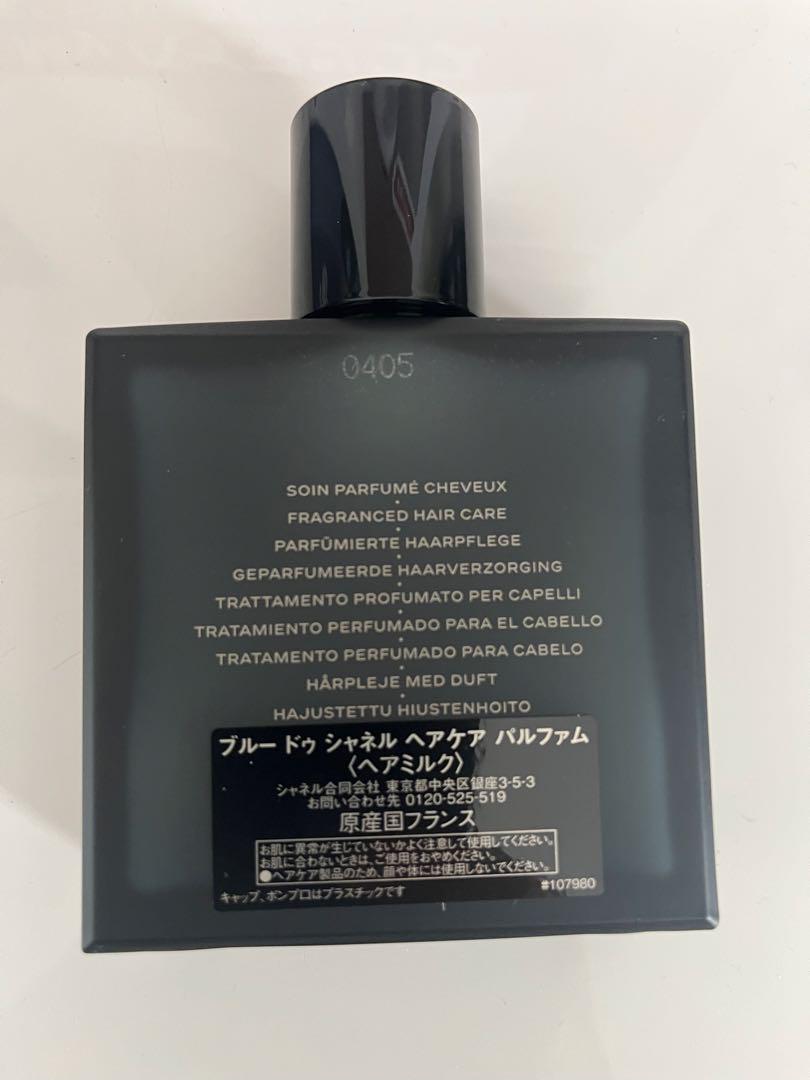 0405
SOIN PARFUMÉ CHEVEUX
FRAGRANCED HAIR CARE
PARFÜMIERTE HAARPFLEGE
GEPARFUMEERDE HAARVERZORGING
TRATTAMENTO PROFUMATO PER CAPELLI
TRATAMIENTO PERFUMADO PARA EL CABELLO
TRATAMENTO PERFUMADO PARA CABELO
HÅRPLEJE MED DUFT
HAJUSTETTU HIUSTENHOITO
ブルー ドゥ シャネル ヘアケア パルファム
〈ヘアミルク〉
シャネル合同会社 東京都中央区銀座3-5-3
お問い合わせ先 0120-525-519
原産国フランス
お肌に異常が生じていないかよく注意して使用してください。
お肌に合わないときは、ご使用をおやめください。
●ヘアケア製品のため、顔や体には使用しないでください。
キャップ、ポンプロはプラスチックです
#107980